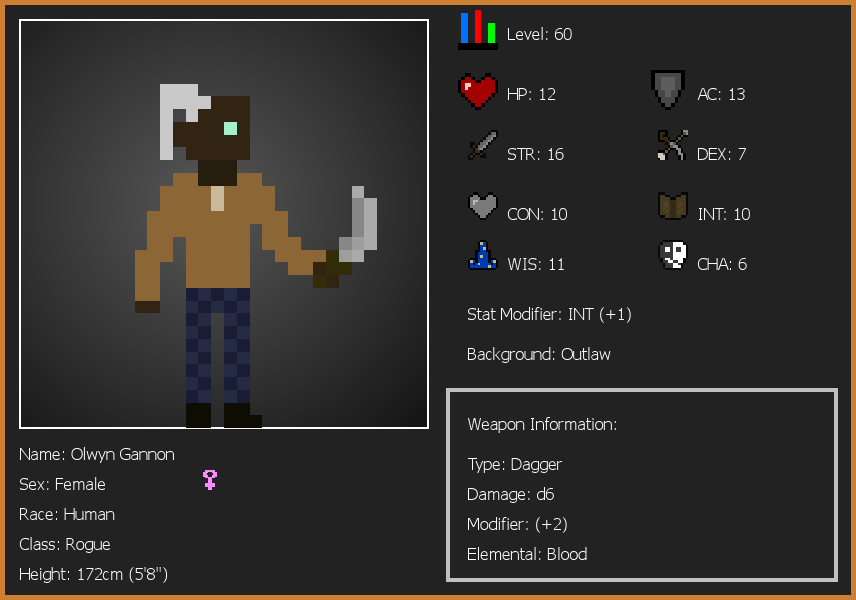 Level: 60
HP: 12
AC: 13
STR: 16
DEX: 7
CON: 10
INT: 10
WIS: 11
CHA: 6
Stat Modifier: INT (+1)
Background: Outlaw
Weapon Information:
Type: Dagger
Damage: d6
Modifier: (+2)
Elemental: Blood
Name: Olwyn Gannon
Sex: Female
Race: Human
Class: Rogue
Height: 172cm (5'8")